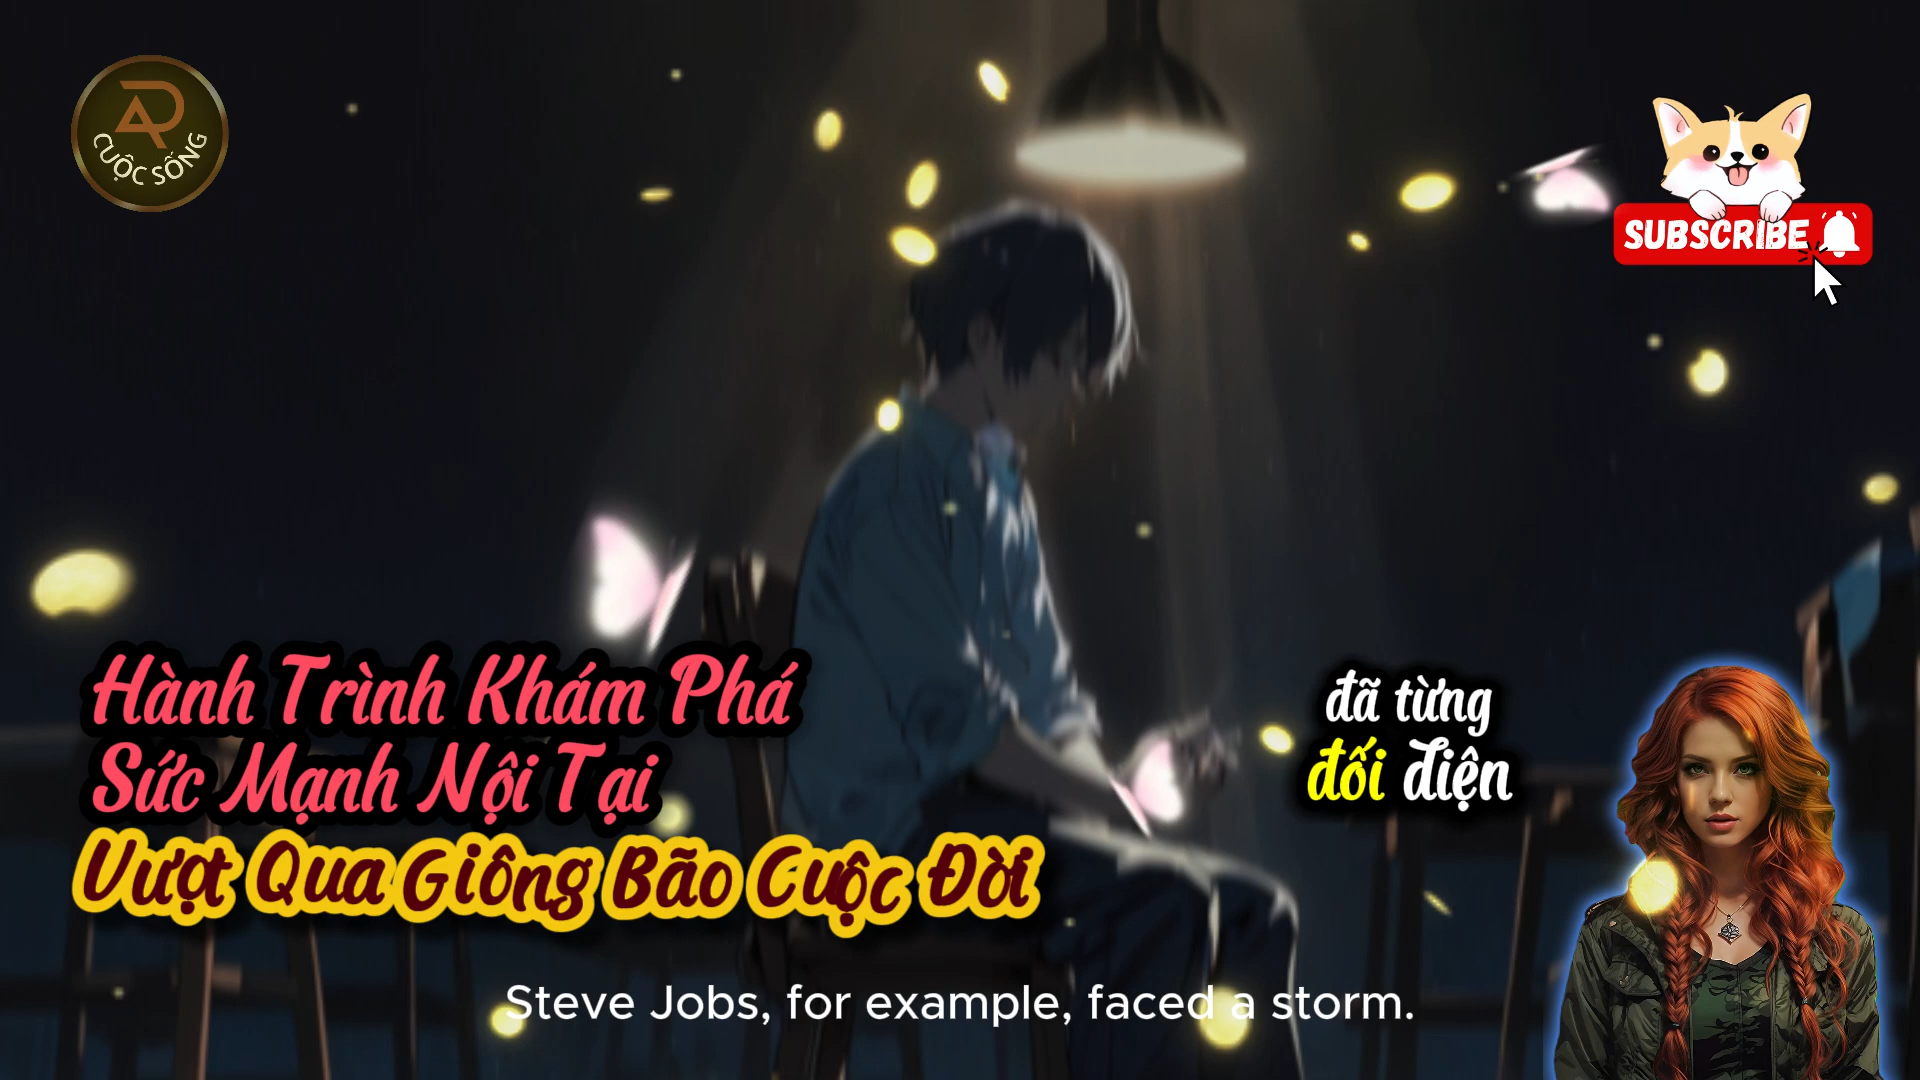 AP
CUỘC SỐNG
SUBSCRIBE
Hành Trình Khám Phá
Sức Mạnh Nội Tại
Vượt Qua Giông Bão Cuộc Đời
đã từng
đối diện
Steve Jobs, for example, faced a storm.